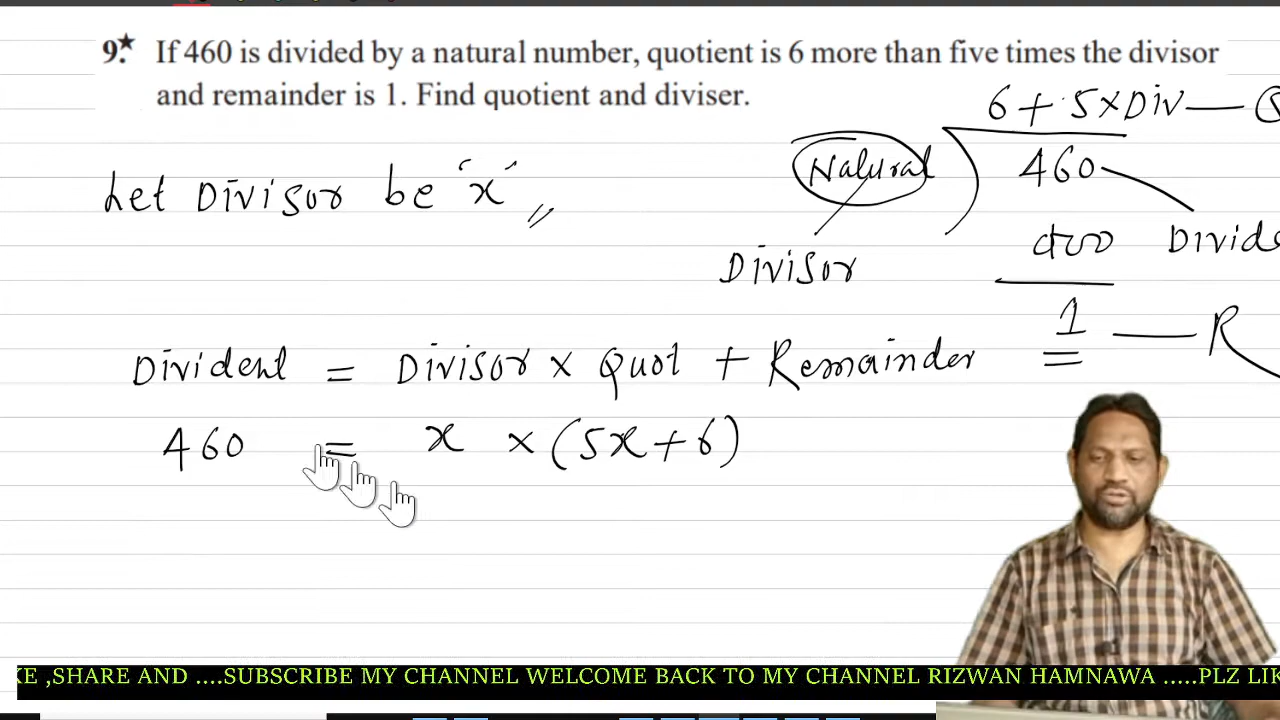 9.★ If 460 is divided by a natural number, quotient is 6 more than five times the divisor
and remainder is 1. Find quotient and diviser.
6 + 5 x Div —
Let Divisor be 'x'
Natural
460
Divisor
Divide
1 — R
Divident = Divisor x Quot + Remainder
460 = x x (5x + 6)
KE ,SHARE AND ....SUBSCRIBE MY CHANNEL WELCOME BACK TO MY CHANNEL RIZWAN HAMNAWA .....PLZ LIK